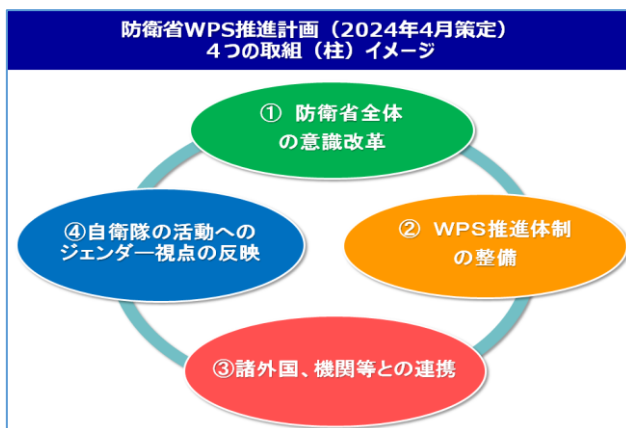 防衛省WPS推進計画（2024年4月策定）
４つの取組（柱）イメージ
① 防衛省全体
の意識改革
② WPS推進体制
の整備
③諸外国、機関等との連携
④自衛隊の活動への
ジェンダー視点の反映